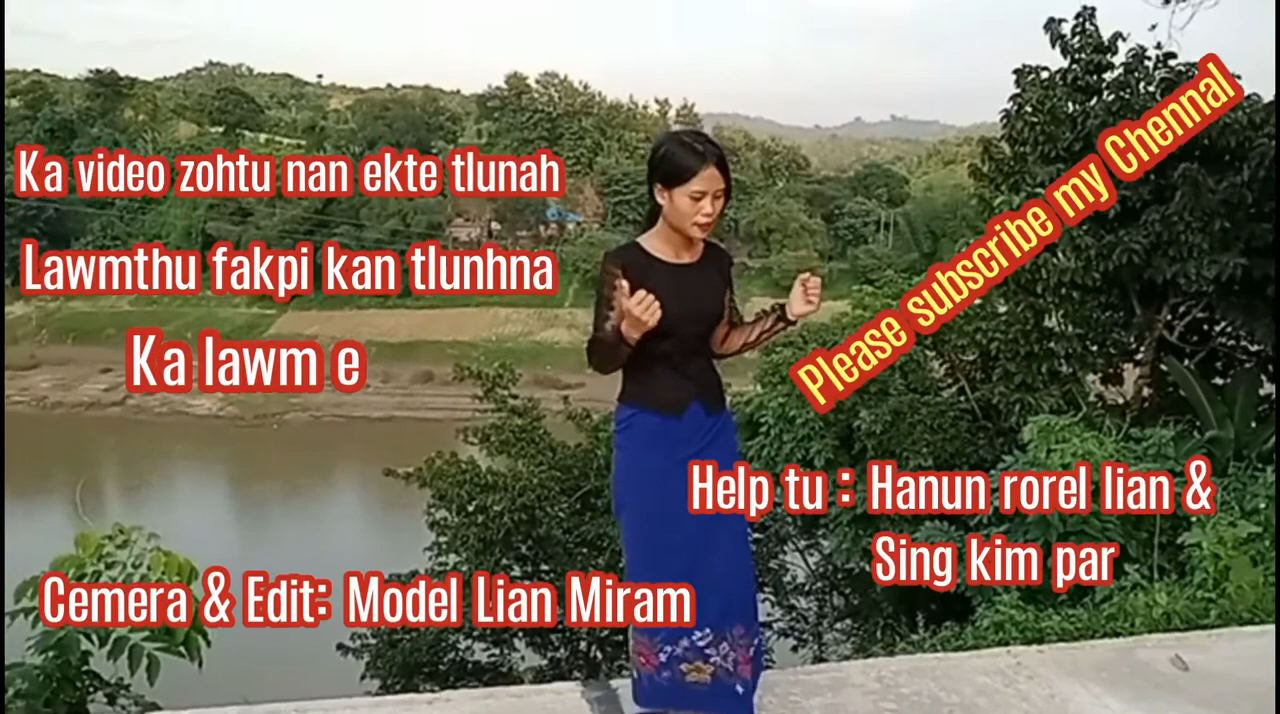 Ka video zohtu nan ekte tlunah
Lawmthu fakpi kan tlunhna
Ka lawm e
Please subscribe my Chennal
Help tu : Hanun rorel lian &
Sing kim par
Cemera & Edit: Model Lian Miram